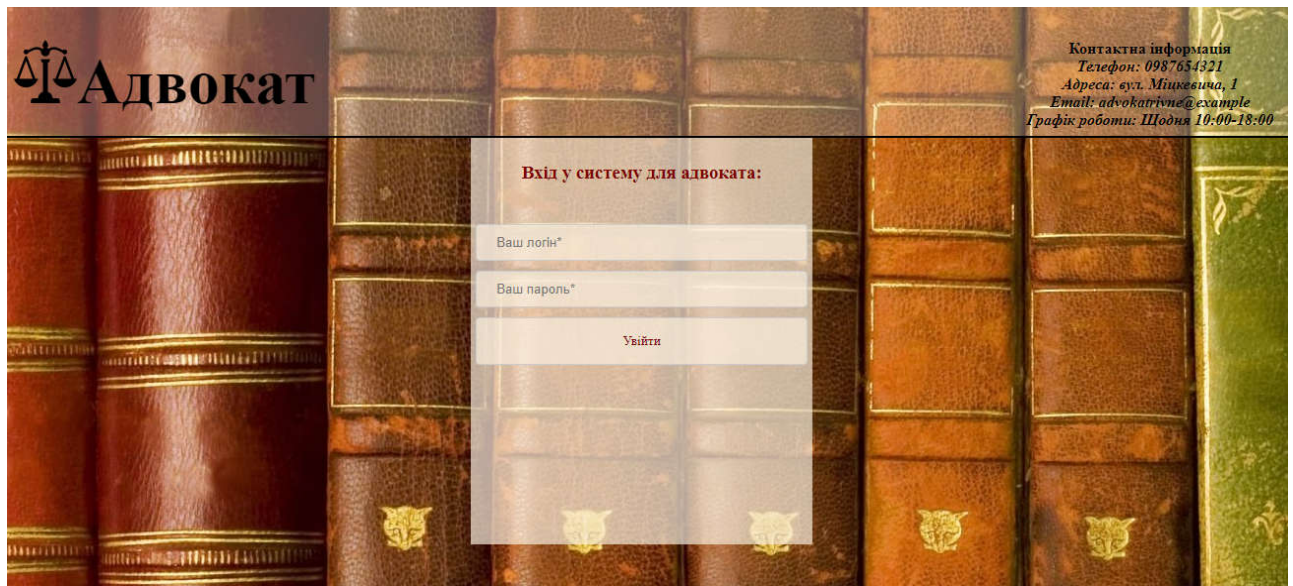 Адвокат
Контактна інформація
Телефон: 0987654321
Адреса: вул. Міцкевича, 1
Email: advokatrivne@example
Графік роботи: Щодня 10:00-18:00
Вхід у систему для адвоката:
Ваш логін*
Ваш пароль*
Увійти